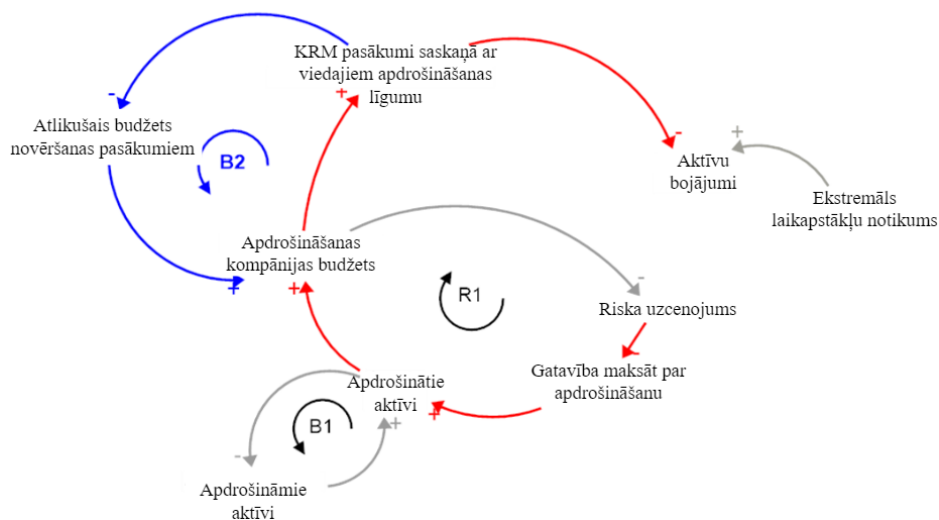 KRM pasākumi saskaņā ar
viedajiem apdrošināšanas
līgumu
+
-
Atlikušais budžets
novēršanas pasākumiem
B2
-
+
Aktīvu
bojājumi
Ekstremāls
laikapstākļu notikums
Apdrošināšanas
kompānijas budžets
+
+
R1
-
Riska uzcenojums
-
Gatavība maksāt par
apdrošināšanu
Apdrošinātie
aktīvi
+
+
B1
-
Apdrošināmie
aktīvi